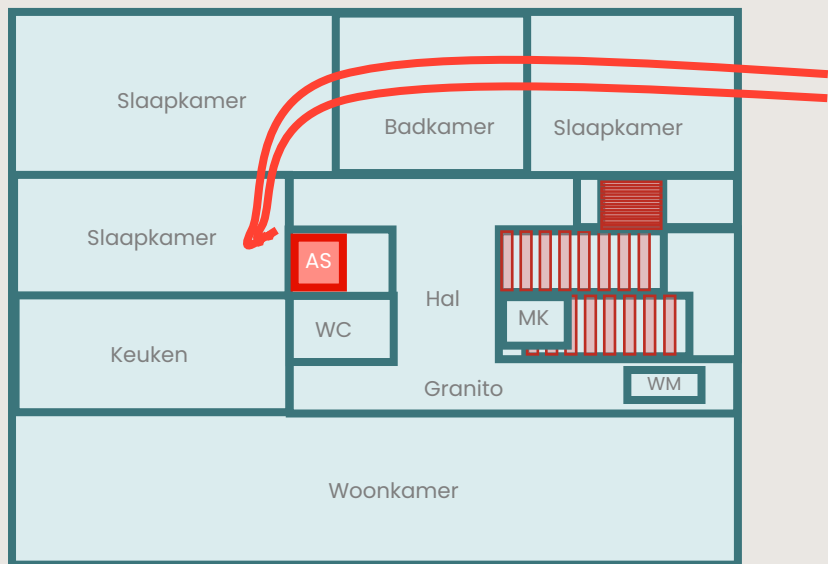 Slaapkamer
Badkamer
Slaapkamer
Slaapkamer
AS
Hal
WC
MK
Keuken
Granito
WM
Woonkamer